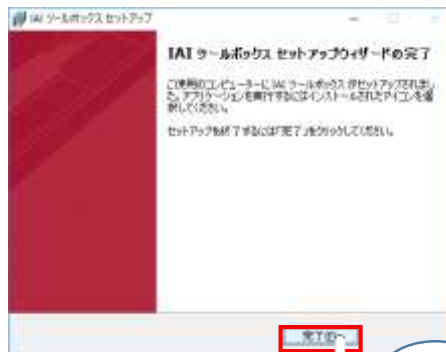 IAI ツールボックス セットアップ
IAI ツールボックス セットアップウィザードの完了
ご使用のコンピューターに IAI ツールボックス がセットアップされまし
た。アプリケーションを実行するにはインストールされたアイコンを選
択してください。
セットアップを終了するには「完了」をクリックしてください。
完了(F)